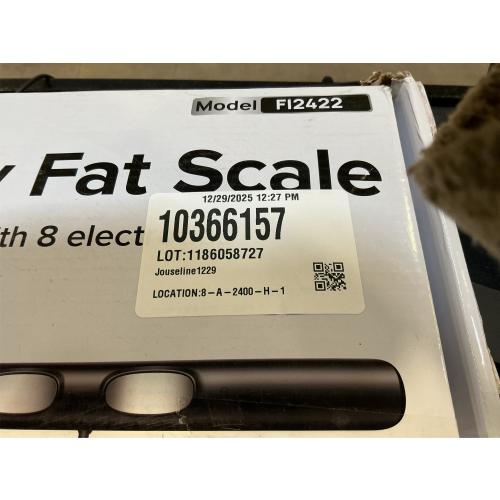 Model FI2422
y Fat Scale
ith 8 elect
12/29/2025 12:27 PM
10366157
LOT:1186058727
Jouseline1229
LOCATION:8-A-2400-H-1